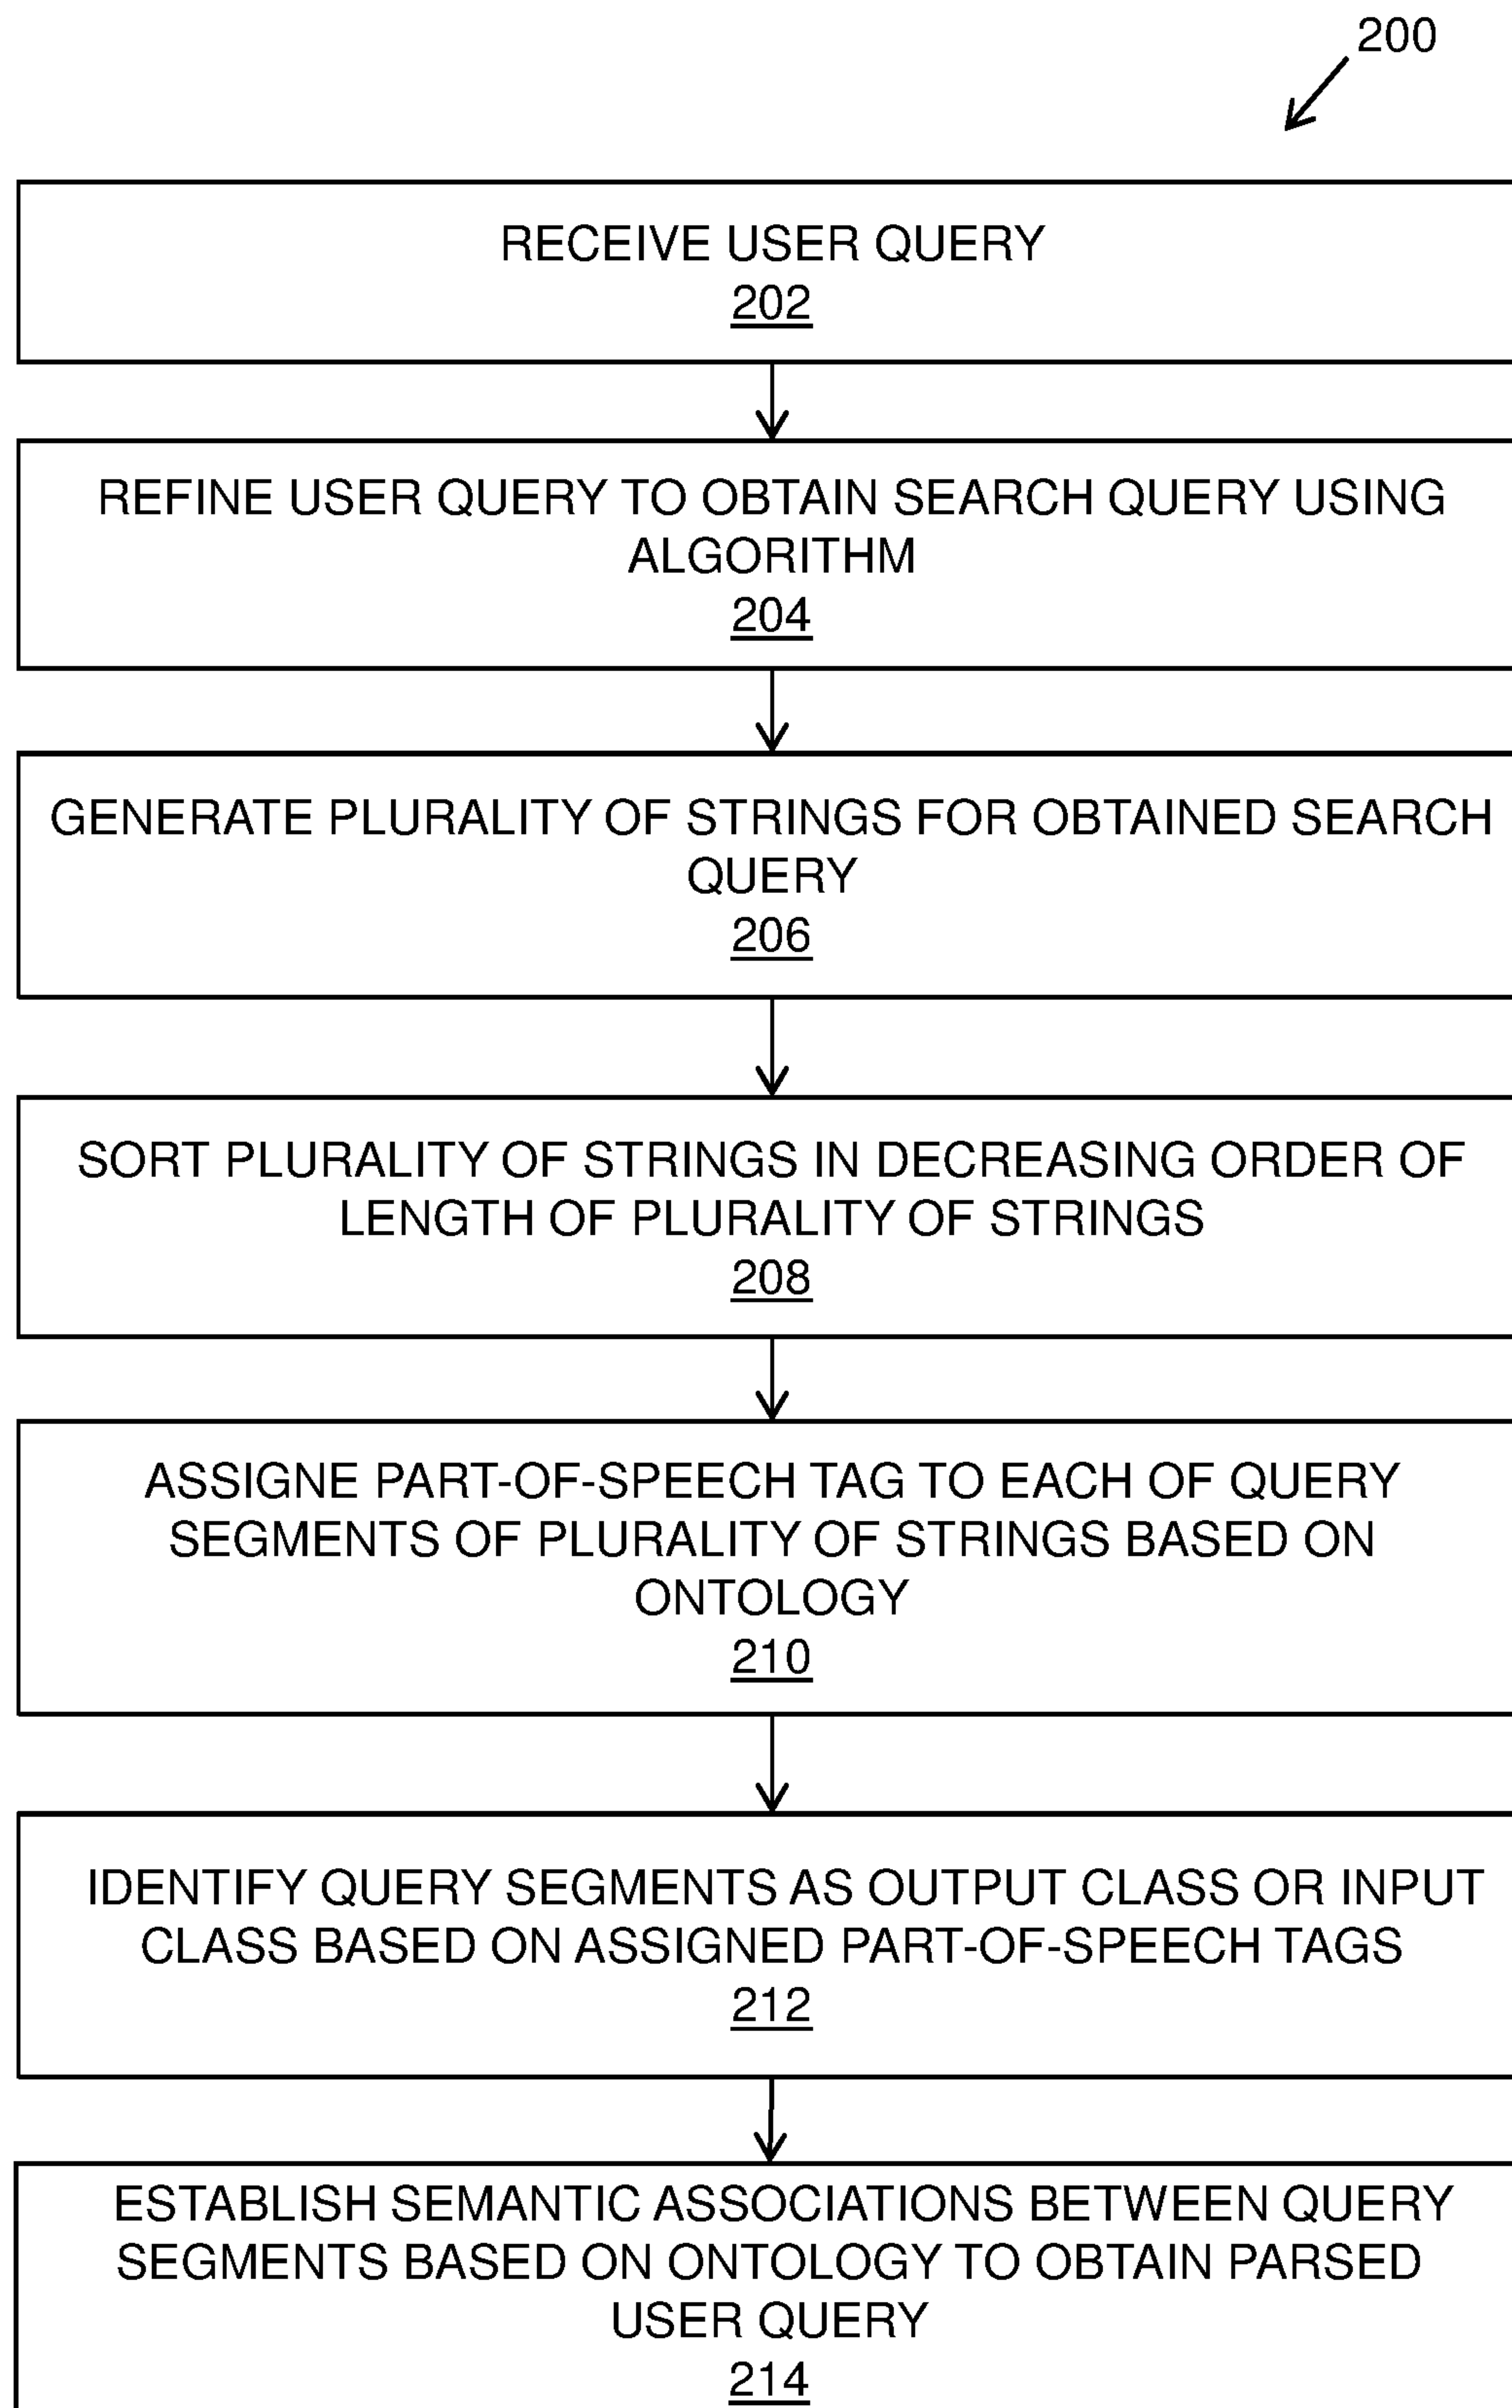 200
RECEIVE USER QUERY
202
REFINE USER QUERY TO OBTAIN SEARCH QUERY USING
ALGORITHM
204
GENERATE PLURALITY OF STRINGS FOR OBTAINED SEARCH
QUERY
206
SORT PLURALITY OF STRINGS IN DECREASING ORDER OF
LENGTH OF PLURALITY OF STRINGS
208
ASSIGNE PART-OF-SPEECH TAG TO EACH OF QUERY
SEGMENTS OF PLURALITY OF STRINGS BASED ON
ONTOLOGY
210
IDENTIFY QUERY SEGMENTS AS OUTPUT CLASS OR INPUT
CLASS BASED ON ASSIGNED PART-OF-SPEECH TAGS
212
ESTABLISH SEMANTIC ASSOCIATIONS BETWEEN QUERY
SEGMENTS BASED ON ONTOLOGY TO OBTAIN PARSED
USER QUERY
214